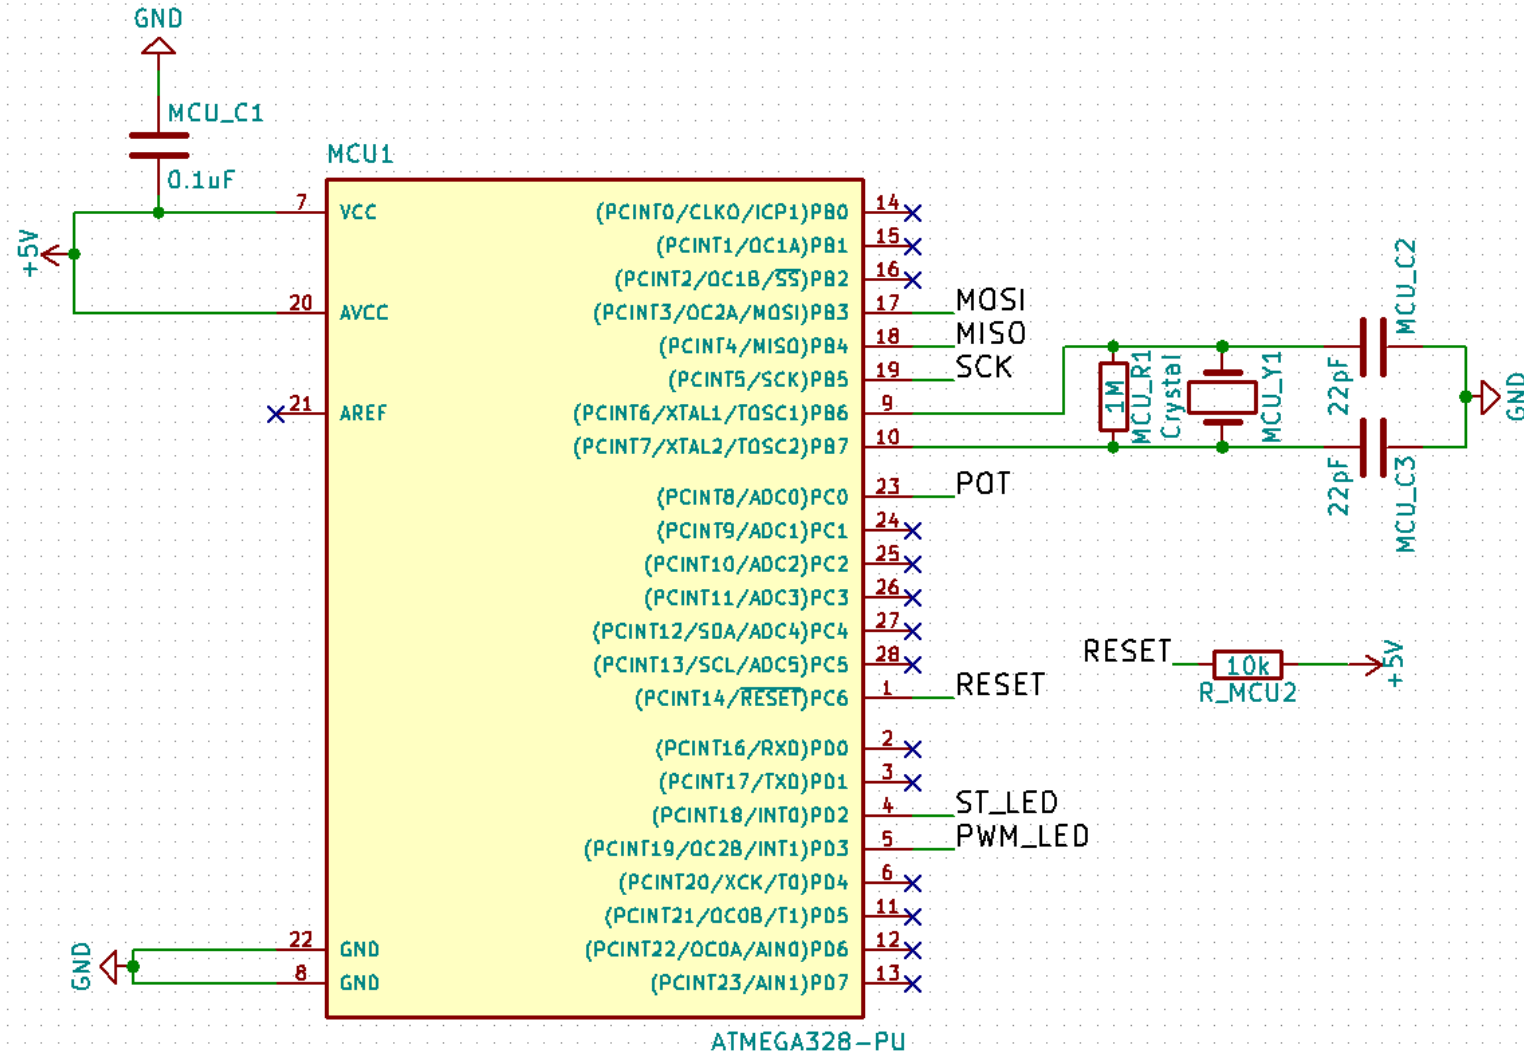 GND
MCU_C1
0.1uF
+5V
MCU1
7 VCC
20 AVCC
21 AREF
22 GND
8 GND
GND
(PCINT0/CLKO/ICP1)PB0 14
(PCINT1/OC1A)PB1 15
(PCINT2/OC1B/SS)PB2 16
(PCINT3/OC2A/MOSI)PB3 17 MOSI
(PCINT4/MISO)PB4 18 MISO
(PCINT5/SCK)PB5 19 SCK
(PCINT6/XTAL1/TOSC1)PB6 9
(PCINT7/XTAL2/TOSC2)PB7 10
(PCINT8/ADC0)PC0 23 POT
(PCINT9/ADC1)PC1 24
(PCINT10/ADC2)PC2 25
(PCINT11/ADC3)PC3 26
(PCINT12/SDA/ADC4)PC4 27
(PCINT13/SCL/ADC5)PC5 28
(PCINT14/RESET)PC6 1 RESET
(PCINT16/RXD)PD0 2
(PCINT17/TXD)PD1 3
(PCINT18/INT0)PD2 4 ST_LED
(PCINT19/OC2B/INT1)PD3 5 PWM_LED
(PCINT20/XCK/T0)PD4 6
(PCINT21/OC0B/T1)PD5 11
(PCINT22/OC0A/AIN0)PD6 12
(PCINT23/AIN1)PD7 13
ATMEGA328-PU
1M
MCU_R1
Crystal
MCU_Y1
22pF
MCU_C2
22pF
MCU_C3
GND
RESET
10k
R_MCU2
+5V